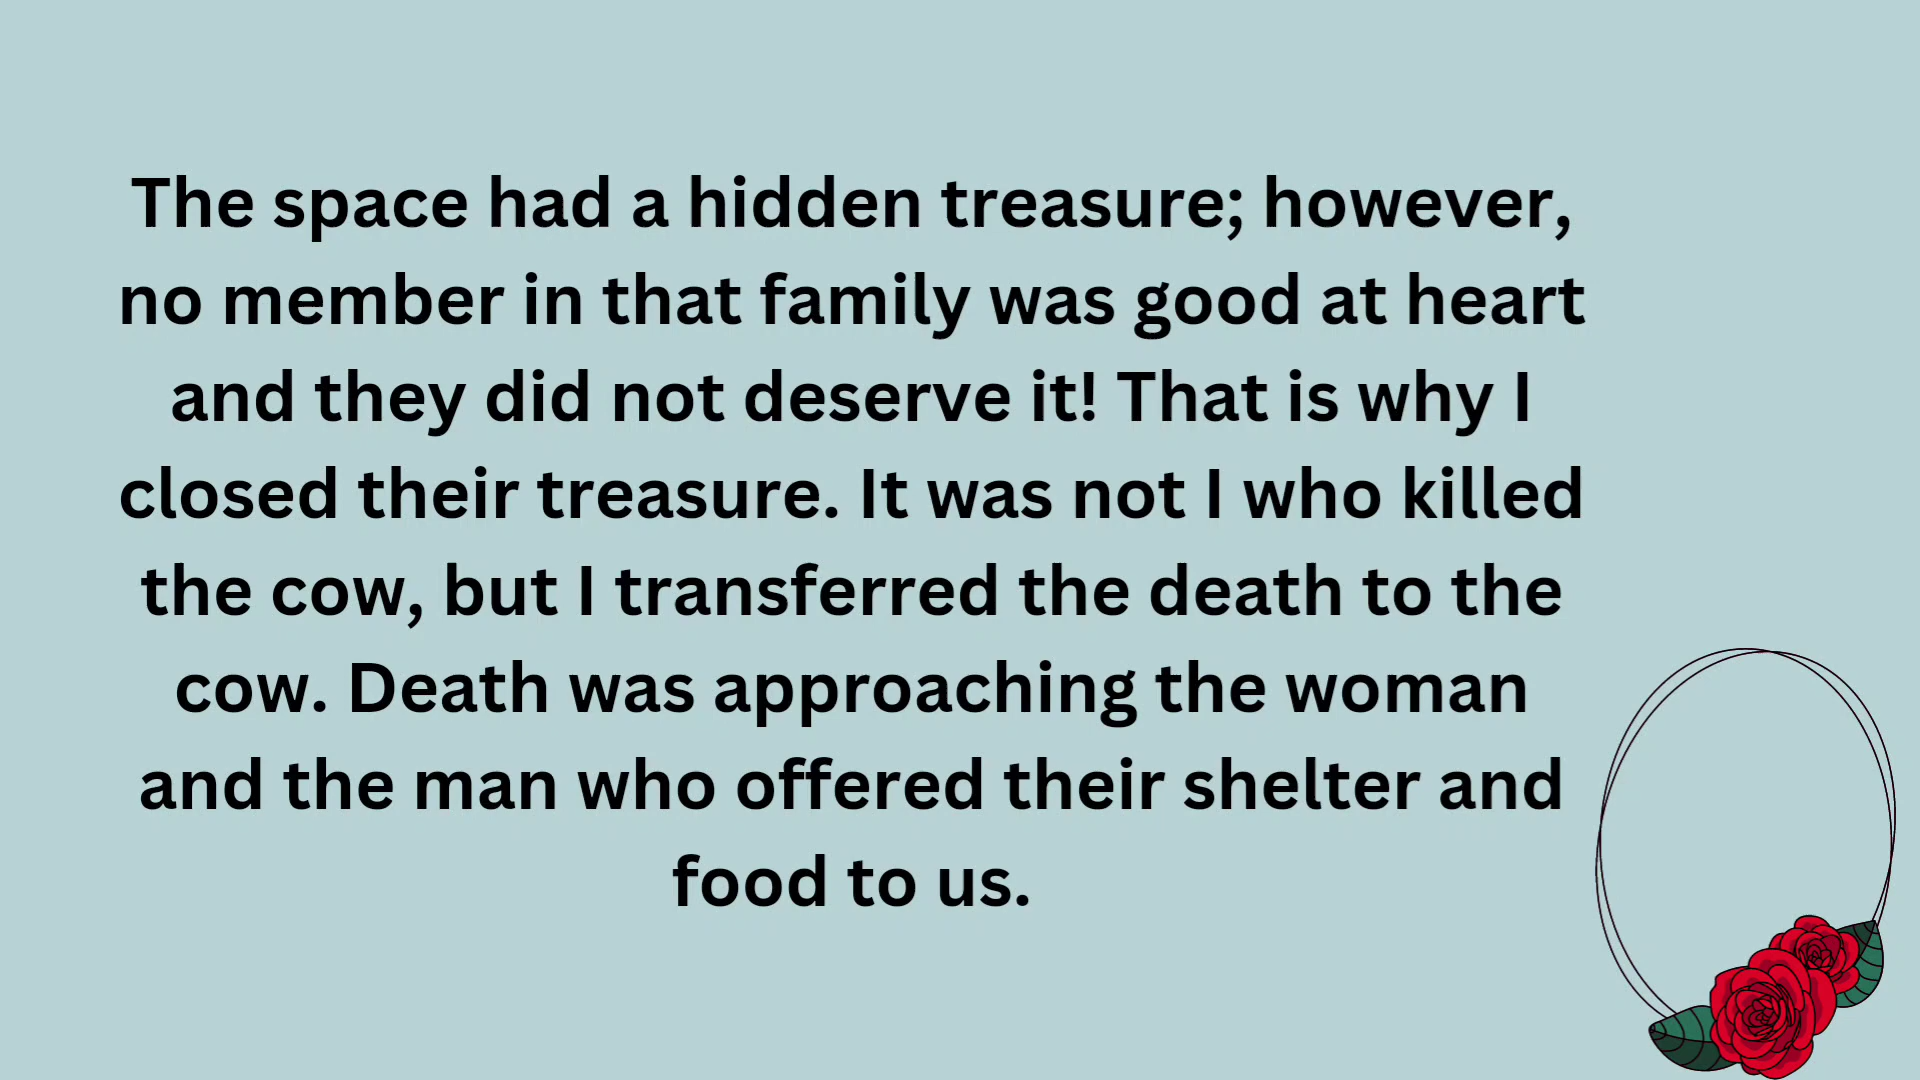 The space had a hidden treasure; however,
no member in that family was good at heart
and they did not deserve it! That is why I
closed their treasure. It was not I who killed
the cow, but I transferred the death to the
cow. Death was approaching the woman
and the man who offered their shelter and
food to us.